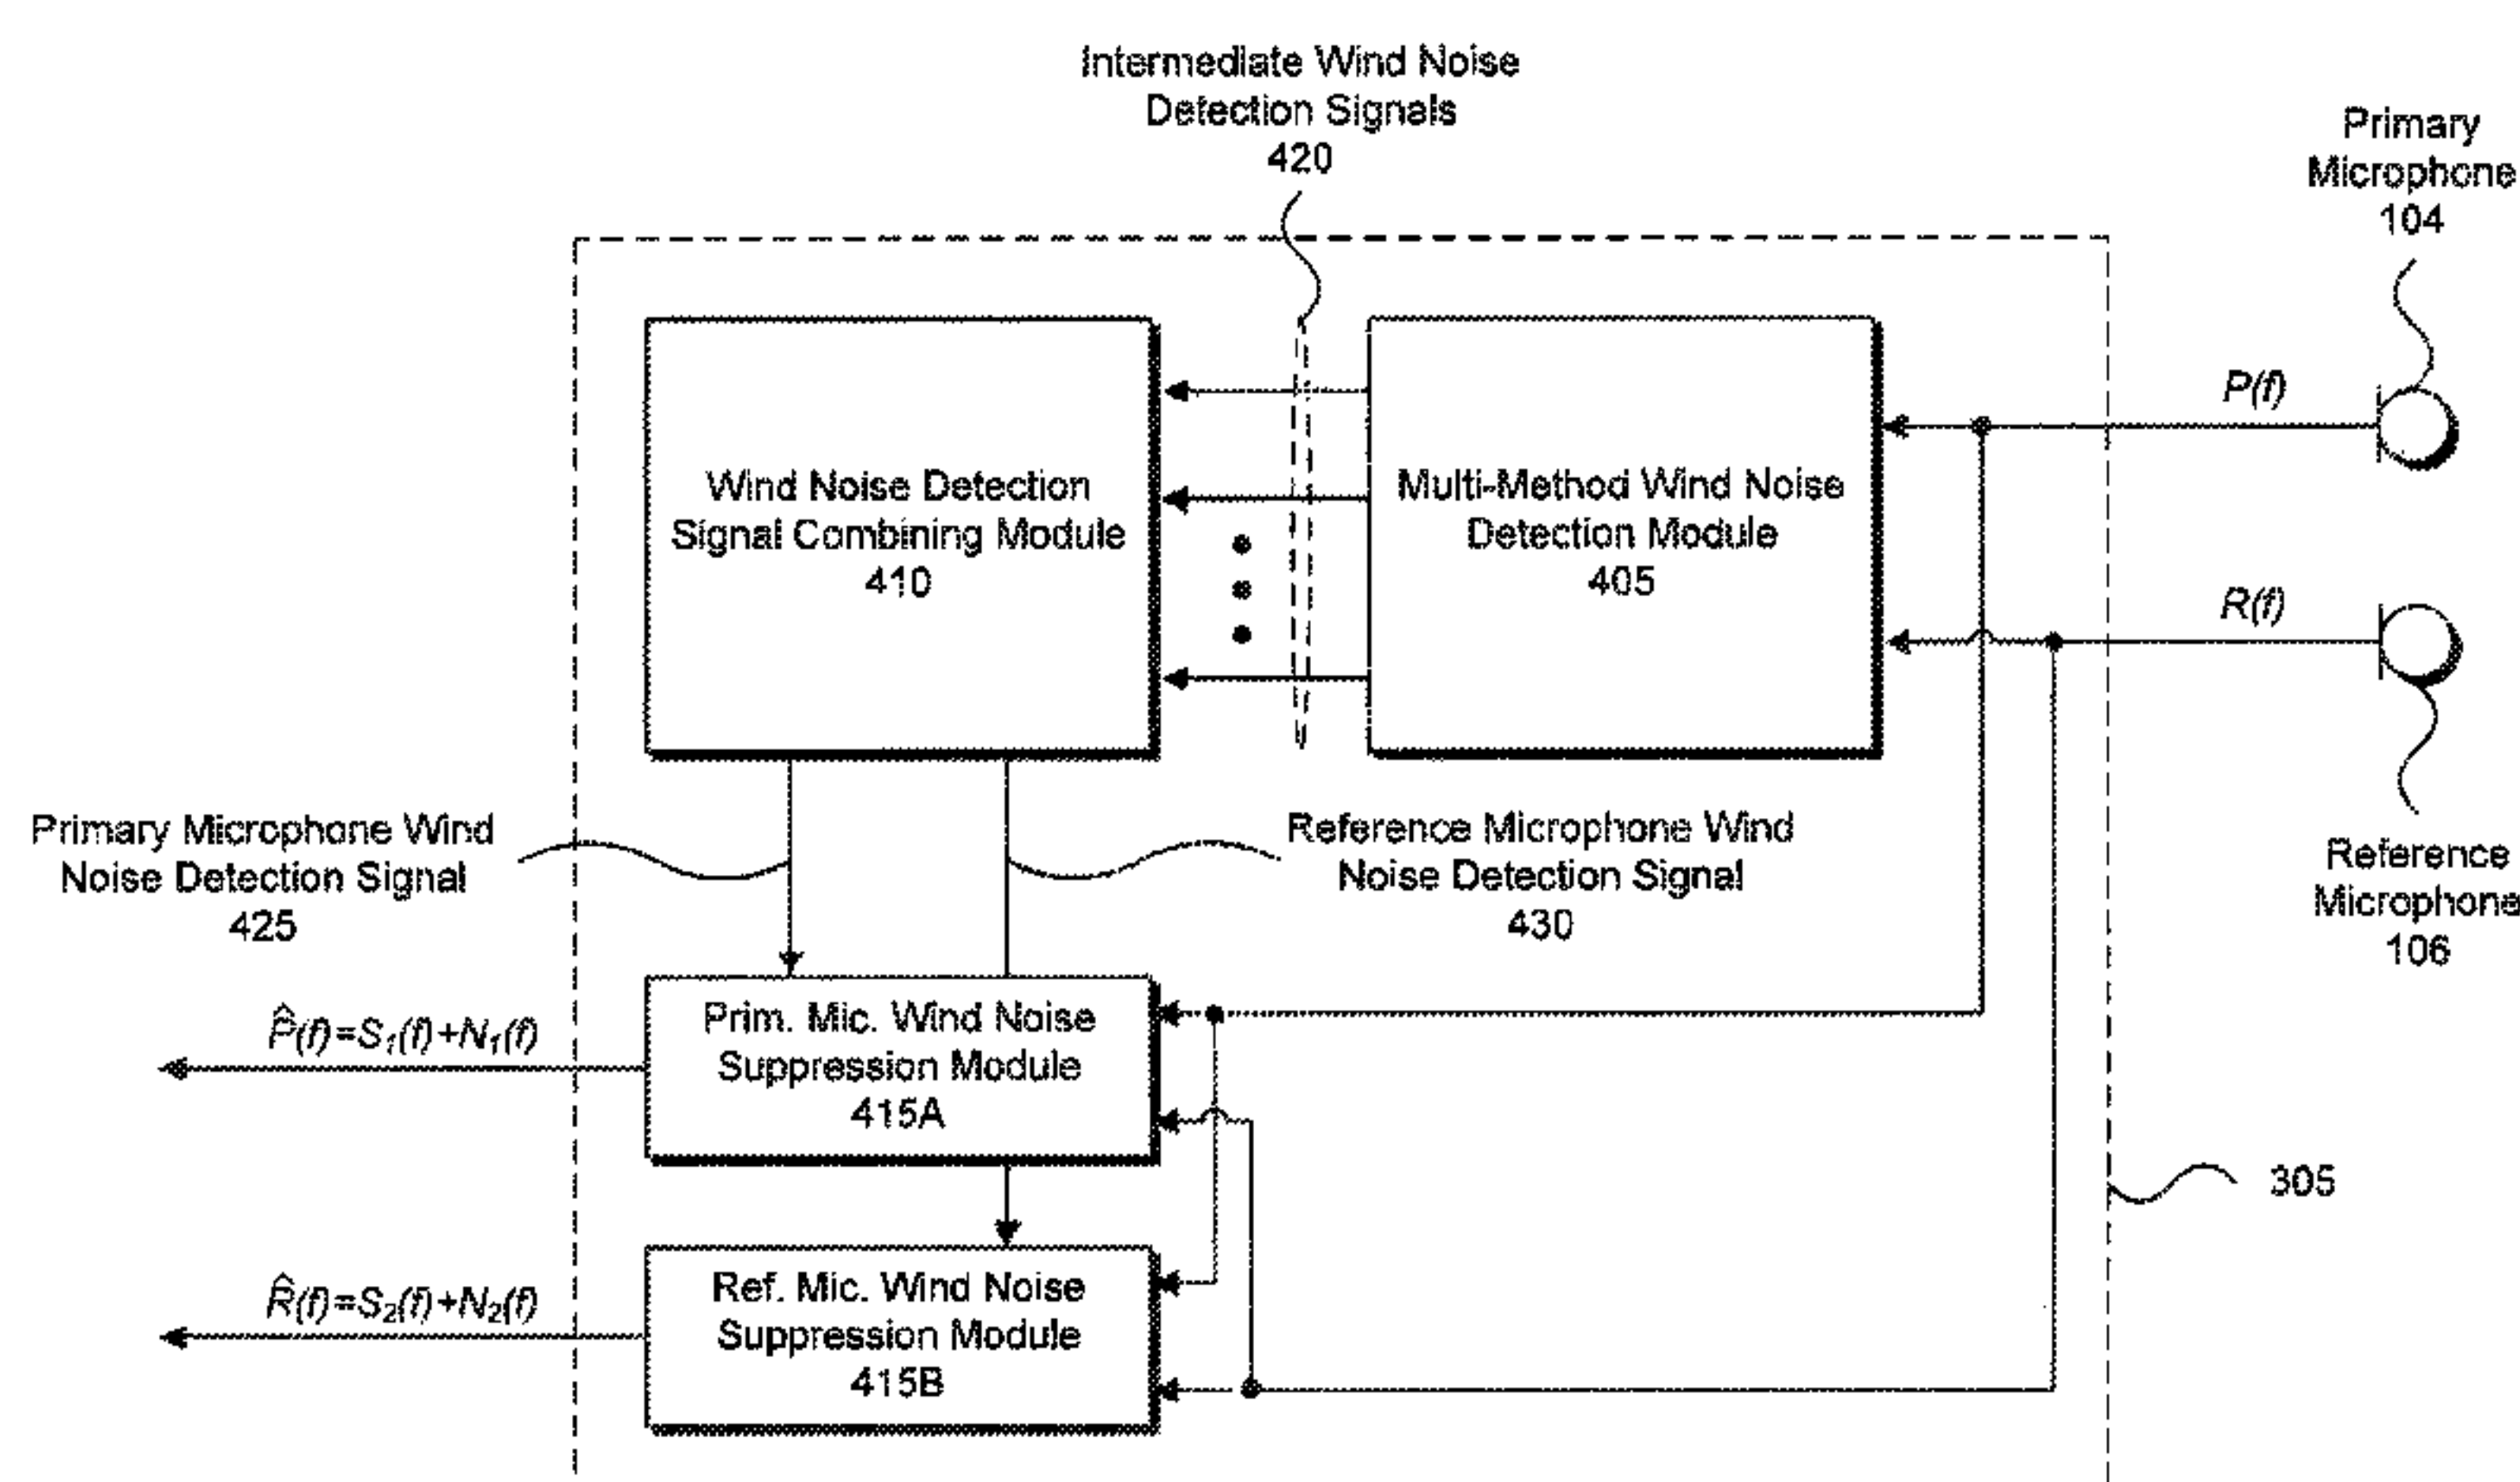 Intermediate Wind Noise
Detection Signals
420
Primary
Microphone
104
P(f)
Wind Noise Detection
Signal Combining Module
410
Multi-Method Wind Noise
Detection Module
405
R(f)
Primary Microphone Wind
Noise Detection Signal
425
Reference Microphone Wind
Noise Detection Signal
430
Reference
Microphone
106
P̂(f)=S₁(f)+N₁(f)
Prim. Mic. Wind Noise
Suppression Module
415A
305
R̂(f)=S₂(f)+N₂(f)
Ref. Mic. Wind Noise
Suppression Module
415B